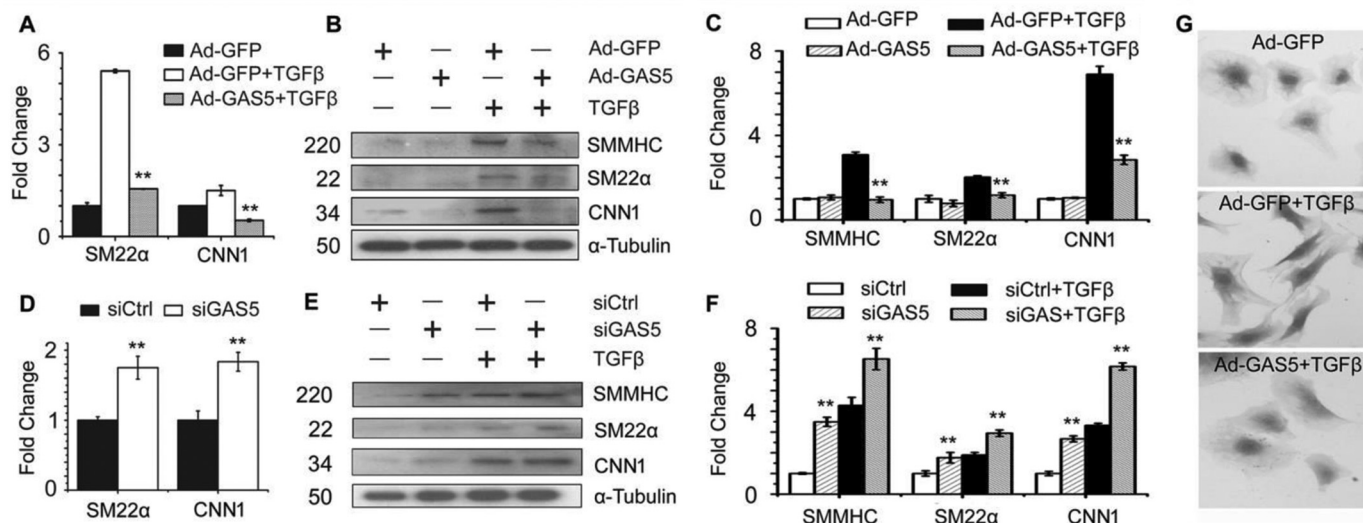 A
Ad-GFP
Ad-GFP+TGFβ
Ad-GAS5+TGFβ
Fold Change
6
4
2
0
**
**
SM22α
CNN1
B
+ — + — Ad-GFP
— + — + Ad-GAS5
— — + + TGFβ
220 SMMHC
22 SM22α
34 CNN1
50 α-Tubulin
C
Ad-GFP Ad-GFP+TGFβ
Ad-GAS5 Ad-GAS5+TGFβ
Fold Change
8
4
0
**
**
**
SMMHC SM22α CNN1
D
siCtrl siGAS5
Fold Change
2
1
0
**
**
SM22α CNN1
E
+ — + — siCtrl
— + — + siGAS5
— — + + TGFβ
220 SMMHC
22 SM22α
34 CNN1
50 α-Tubulin
F
siCtrl siCtrl+TGFβ
siGAS5 siGAS+TGFβ
Fold Change
8
4
0
**
**
**
**
**
**
SMMHC SM22α CNN1
G
Ad-GFP
Ad-GFP+TGFβ
Ad-GAS5+TGFβ